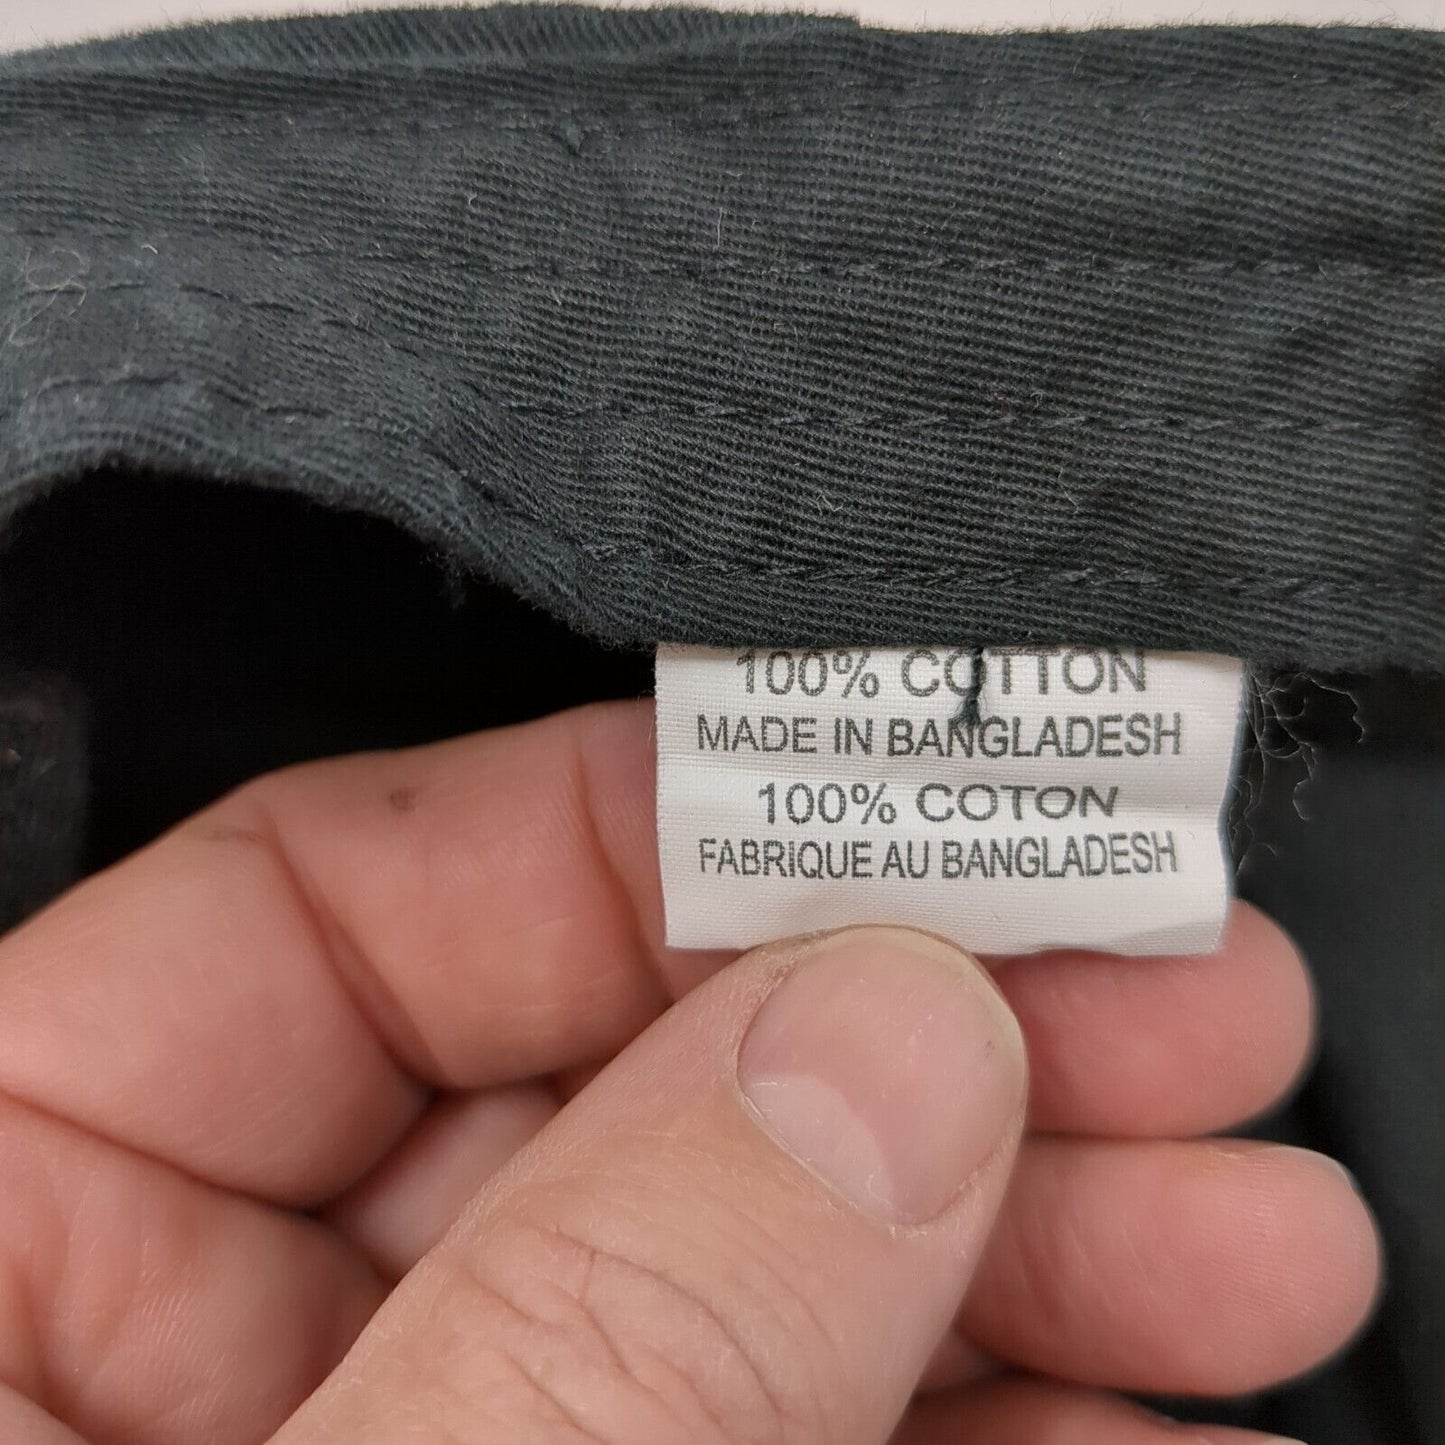 100% COTTON
MADE IN BANGLADESH
100% COTON
FABRIQUE AU BANGLADESH